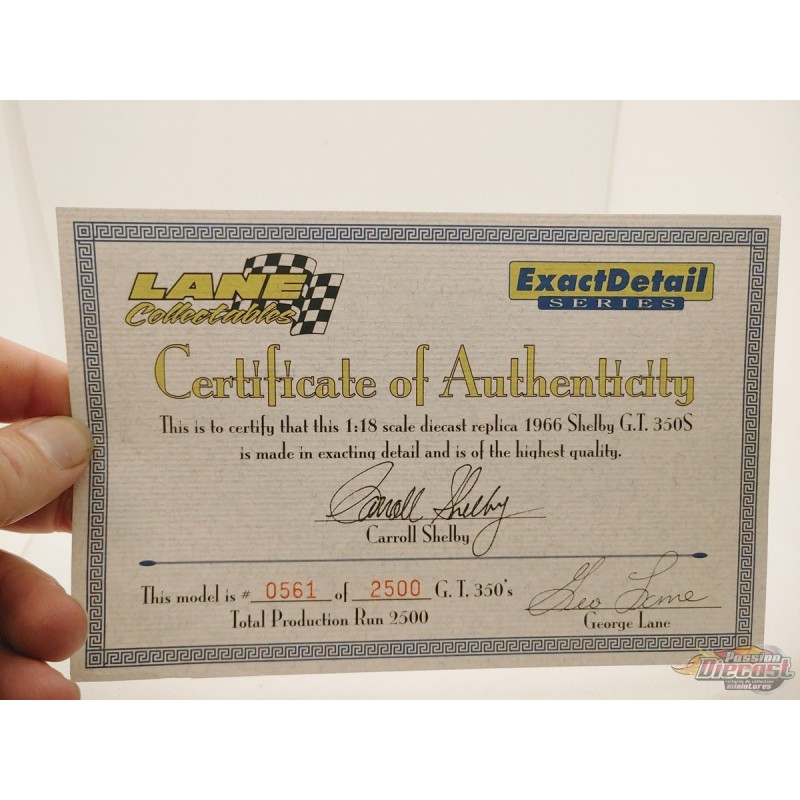 LANE
Collectables
ExactDetail
SERIES
Certificate of Authenticity
This is to certify that this 1:18 scale diecast replica 1966 Shelby G.T. 350S
is made in exacting detail and is of the highest quality.
Carroll Shelby
Carroll Shelby
This model is # 0561 of 2500 G.T. 350's
Total Production Run 2500
Geo Lane
George Lane
Passion
Diecast
miniatures